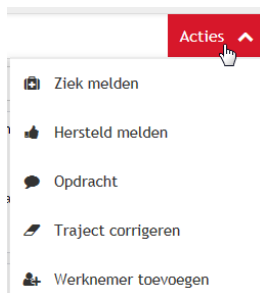 Acties
Ziek melden
Hersteld melden
Opdracht
Traject corrigeren
Werknemer toevoegen